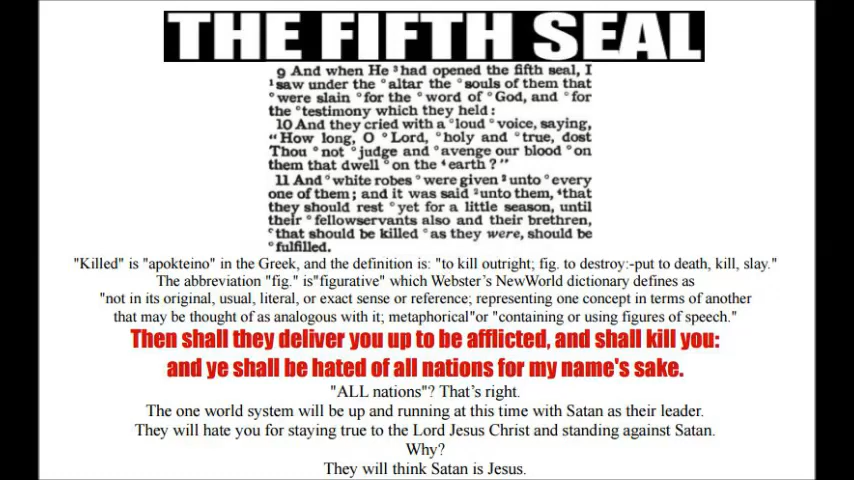 THE FIFTH SEAL
9 And when He ³had opened the fifth seal, I
¹saw under the °altar the °souls of them that
°were slain °for the °word of °God, and °for
the °testimony which they held:
10 And they cried with a °loud °voice, saying,
"How long, O °Lord, °holy and °true, dost
Thou °not °judge and °avenge our blood °on
them that dwell °on the ⁴earth?"
11 And °white robes °were given ²unto °every
one of them; and it was said ²unto them, ⁴that
they should rest °yet for a little season, until
their °fellowservants also and their brethren,
°that should be killed °as they were, should be
°fulfilled.
"Killed" is "apokteino" in the Greek, and the definition is: "to kill outright; fig. to destroy:-put to death, kill, slay."
The abbreviation "fig." is"figurative" which Webster's NewWorld dictionary defines as
"not in its original, usual, literal, or exact sense or reference; representing one concept in terms of another
that may be thought of as analogous with it; metaphorical"or "containing or using figures of speech."
Then shall they deliver you up to be afflicted, and shall kill you:
and ye shall be hated of all nations for my name's sake.
"ALL nations"? That's right.
The one world system will be up and running at this time with Satan as their leader.
They will hate you for staying true to the Lord Jesus Christ and standing against Satan.
Why?
They will think Satan is Jesus.